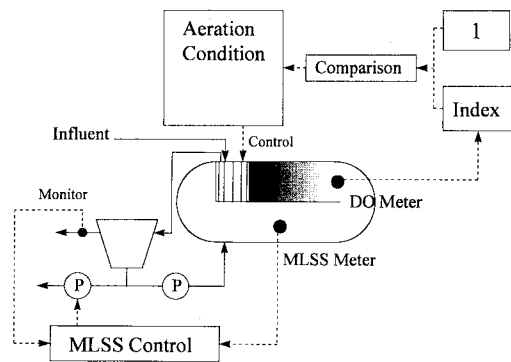 Aeration
Condition
1
Comparison
Index
Influent
Control
Monitor
DO Meter
MLSS Meter
P
P
MLSS Control